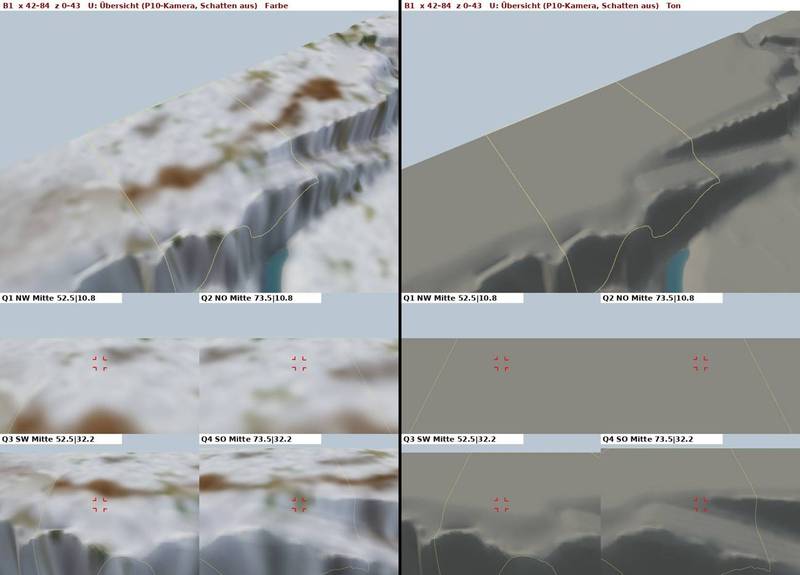 B1 x 42-84 z 0-43 U: Übersicht (P10-Kamera, Schatten aus) Farbe
B1 x 42-84 z 0-43 U: Übersicht (P10-Kamera, Schatten aus) Ton
Q1 NW Mitte 52.5|10.8
Q2 NO Mitte 73.5|10.8
Q1 NW Mitte 52.5|10.8
Q2 NO Mitte 73.5|10.8
Q3 SW Mitte 52.5|32.2
Q4 SO Mitte 73.5|32.2
Q3 SW Mitte 52.5|32.2
Q4 SO Mitte 73.5|32.2